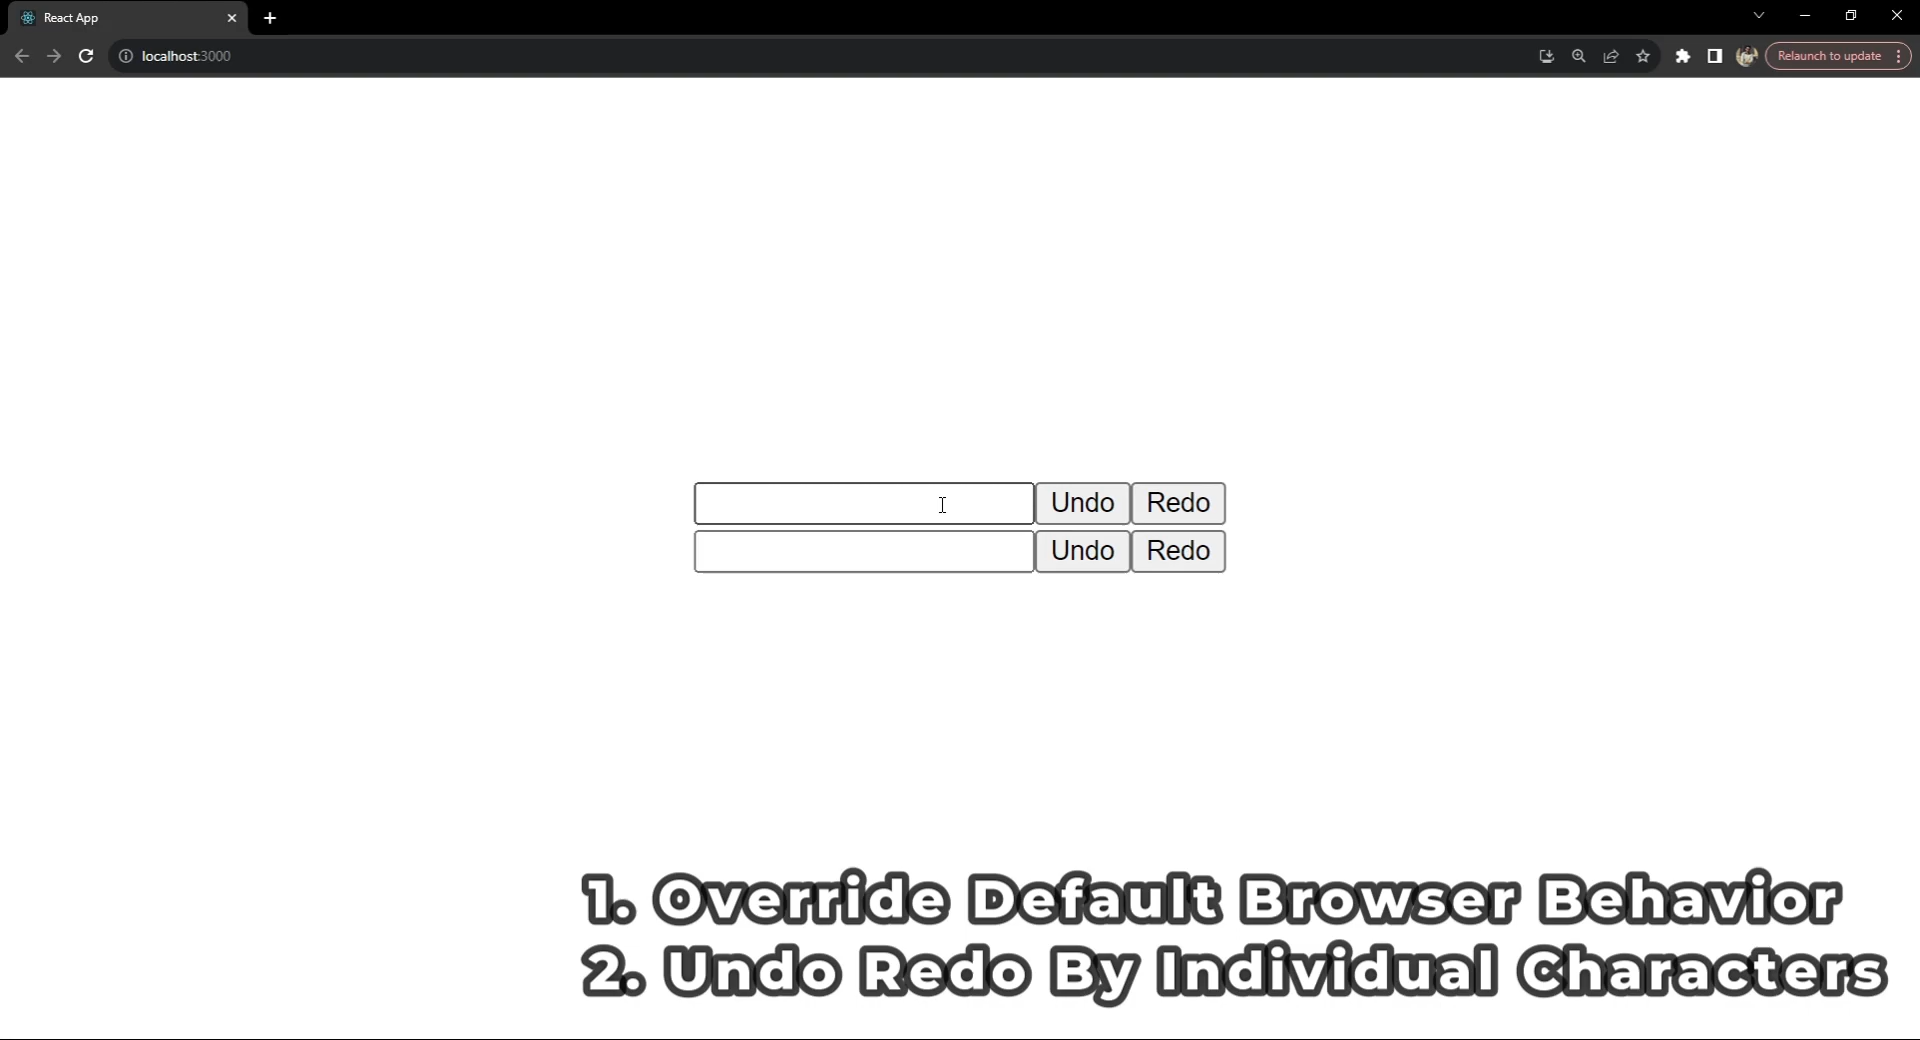 React App
localhost:3000
Relaunch to update
Undo Redo
Undo Redo
1. Override Default Browser Behavior
2. Undo Redo By Individual Characters